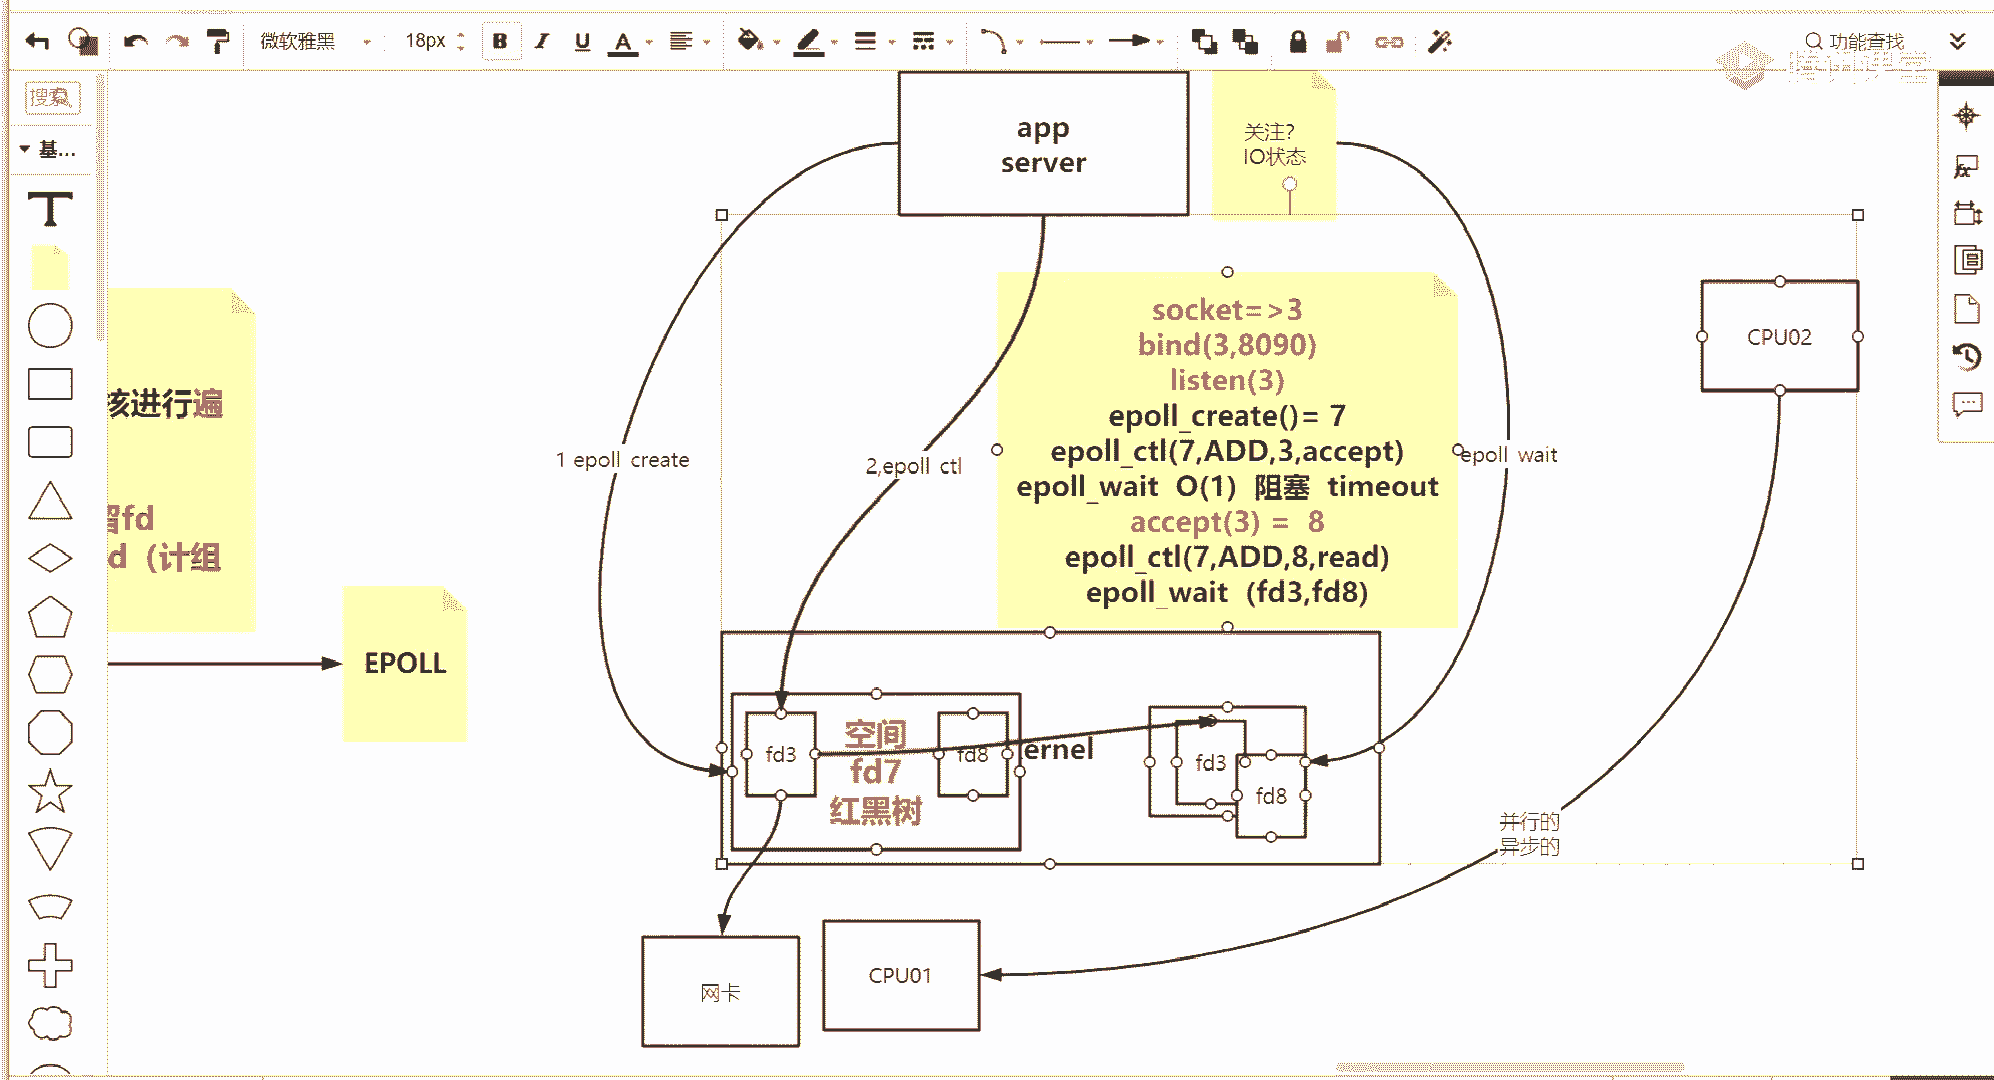 微软雅黑
18px
B
I
U
A
功能查找
搜索
基...
T
app
server
关注?
IO状态
socket=>3
bind(3,8090)
listen(3)
epoll_create()= 7
epoll_ctl(7,ADD,3,accept)
epoll_wait O(1) 阻塞 timeout
accept(3) = 8
epoll_ctl(7,ADD,8,read)
epoll_wait (fd3,fd8)
CPU02
核进行遍
留fd
d (计组
1 epoll create
2,epoll ctl
epoll wait
EPOLL
fd3
空间
fd7
红黑树
fd8
ernel
fd3
fd8
并行的
异步的
网卡
CPU01